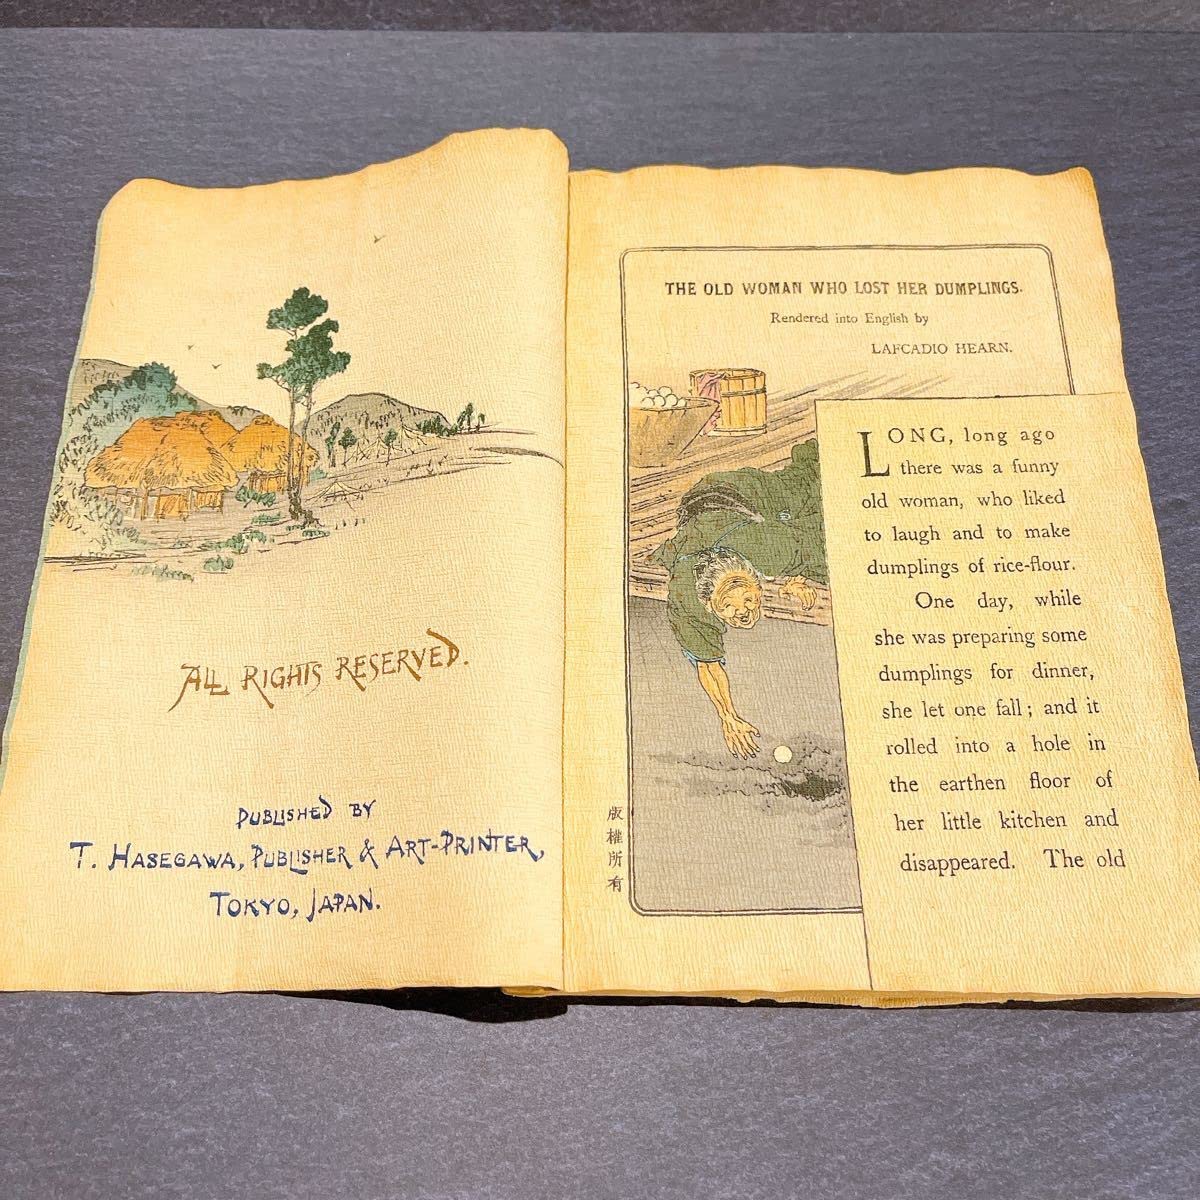 ALL RIGHTS RESERVED.
PUBLISHED BY
T. HASEGAWA, PUBLISHER & ART-PRINTER,
TOKYO, JAPAN.
THE OLD WOMAN WHO LOST HER DUMPLINGS.
Rendered into English by
LAFCADIO HEARN.
LONG, long ago
there was a funny
old woman, who liked
to laugh and to make
dumplings of rice-flour.
One day, while
she was preparing some
dumplings for dinner,
she let one fall; and it
rolled into a hole in
the earthen floor of
her little kitchen and
disappeared. The old
版權所有